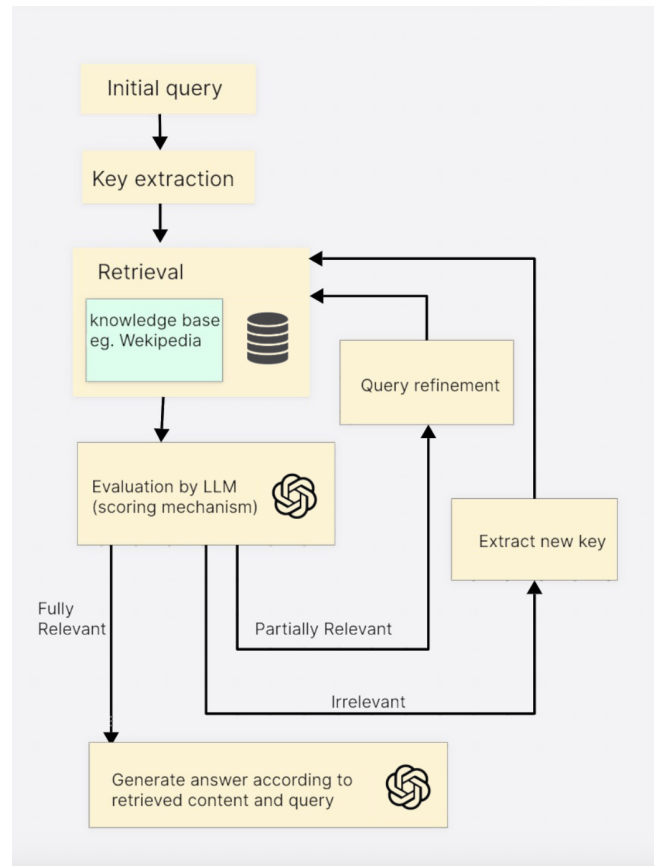 Initial query
Key extraction
Retrieval
knowledge base
eg. Wekipedia
Query refinement
Evaluation by LLM
(scoring mechanism)
Extract new key
Fully
Relevant
Partially Relevant
Irrelevant
Generate answer according to
retrieved content and query